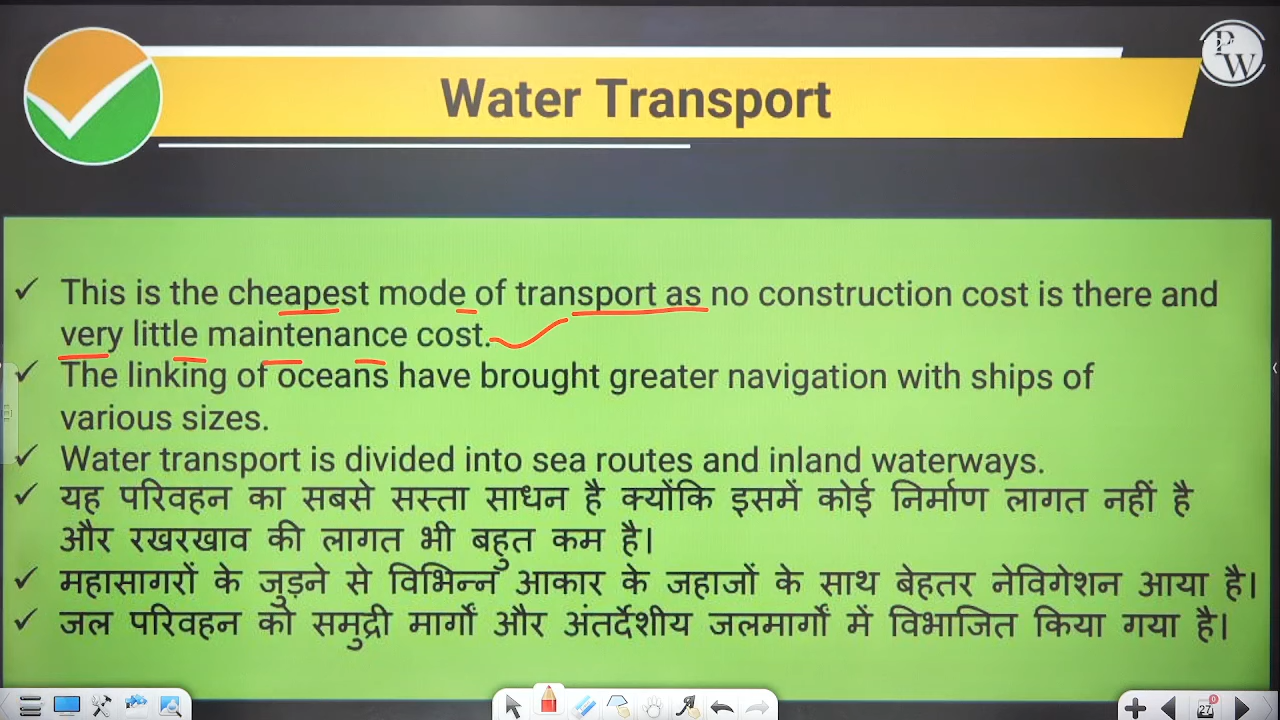 PW
Water Transport
✓ This is the cheapest mode of transport as no construction cost is there and
very little maintenance cost.
✓ The linking of oceans have brought greater navigation with ships of
various sizes.
✓ Water transport is divided into sea routes and inland waterways.
✓ यह परिवहन का सबसे सस्ता साधन है क्योंकि इसमें कोई निर्माण लागत नहीं है
और रखरखाव की लागत भी बहुत कम है।
✓ महासागरों के जुड़ने से विभिन्न आकार के जहाजों के साथ बेहतर नेविगेशन आया है।
✓ जल परिवहन को समुद्री मार्गों और अंतर्देशीय जलमार्गों में विभाजित किया गया है।
27